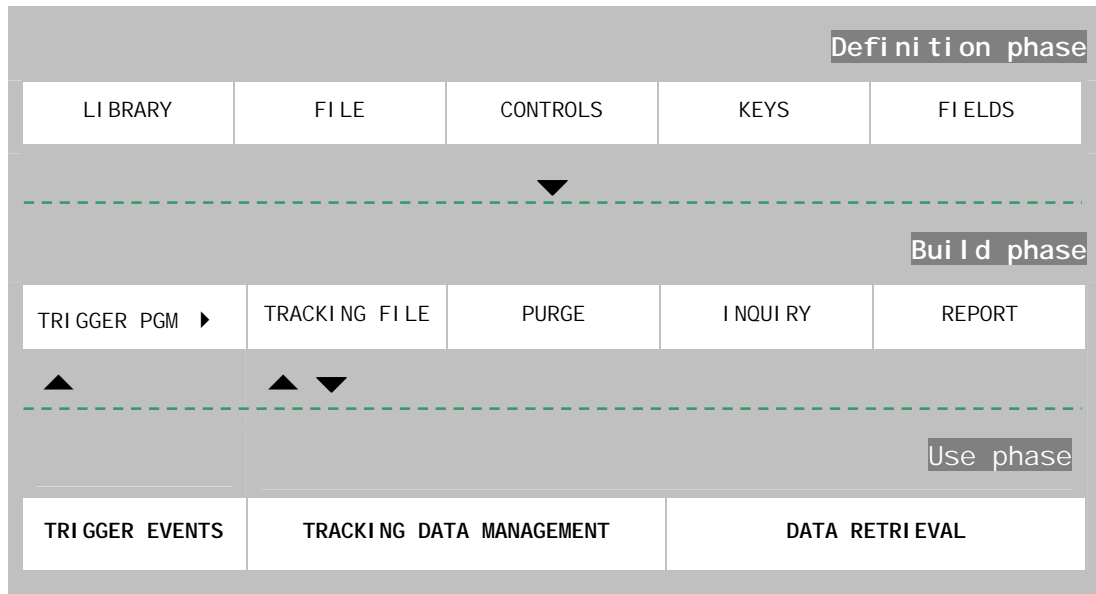 Definition phase
LIBRARY FILE CONTROLS KEYS FIELDS
Build phase
TRIGGER PGM TRACKING FILE PURGE INQUIRY REPORT
Use phase
TRIGGER EVENTS TRACKING DATA MANAGEMENT DATA RETRIEVAL